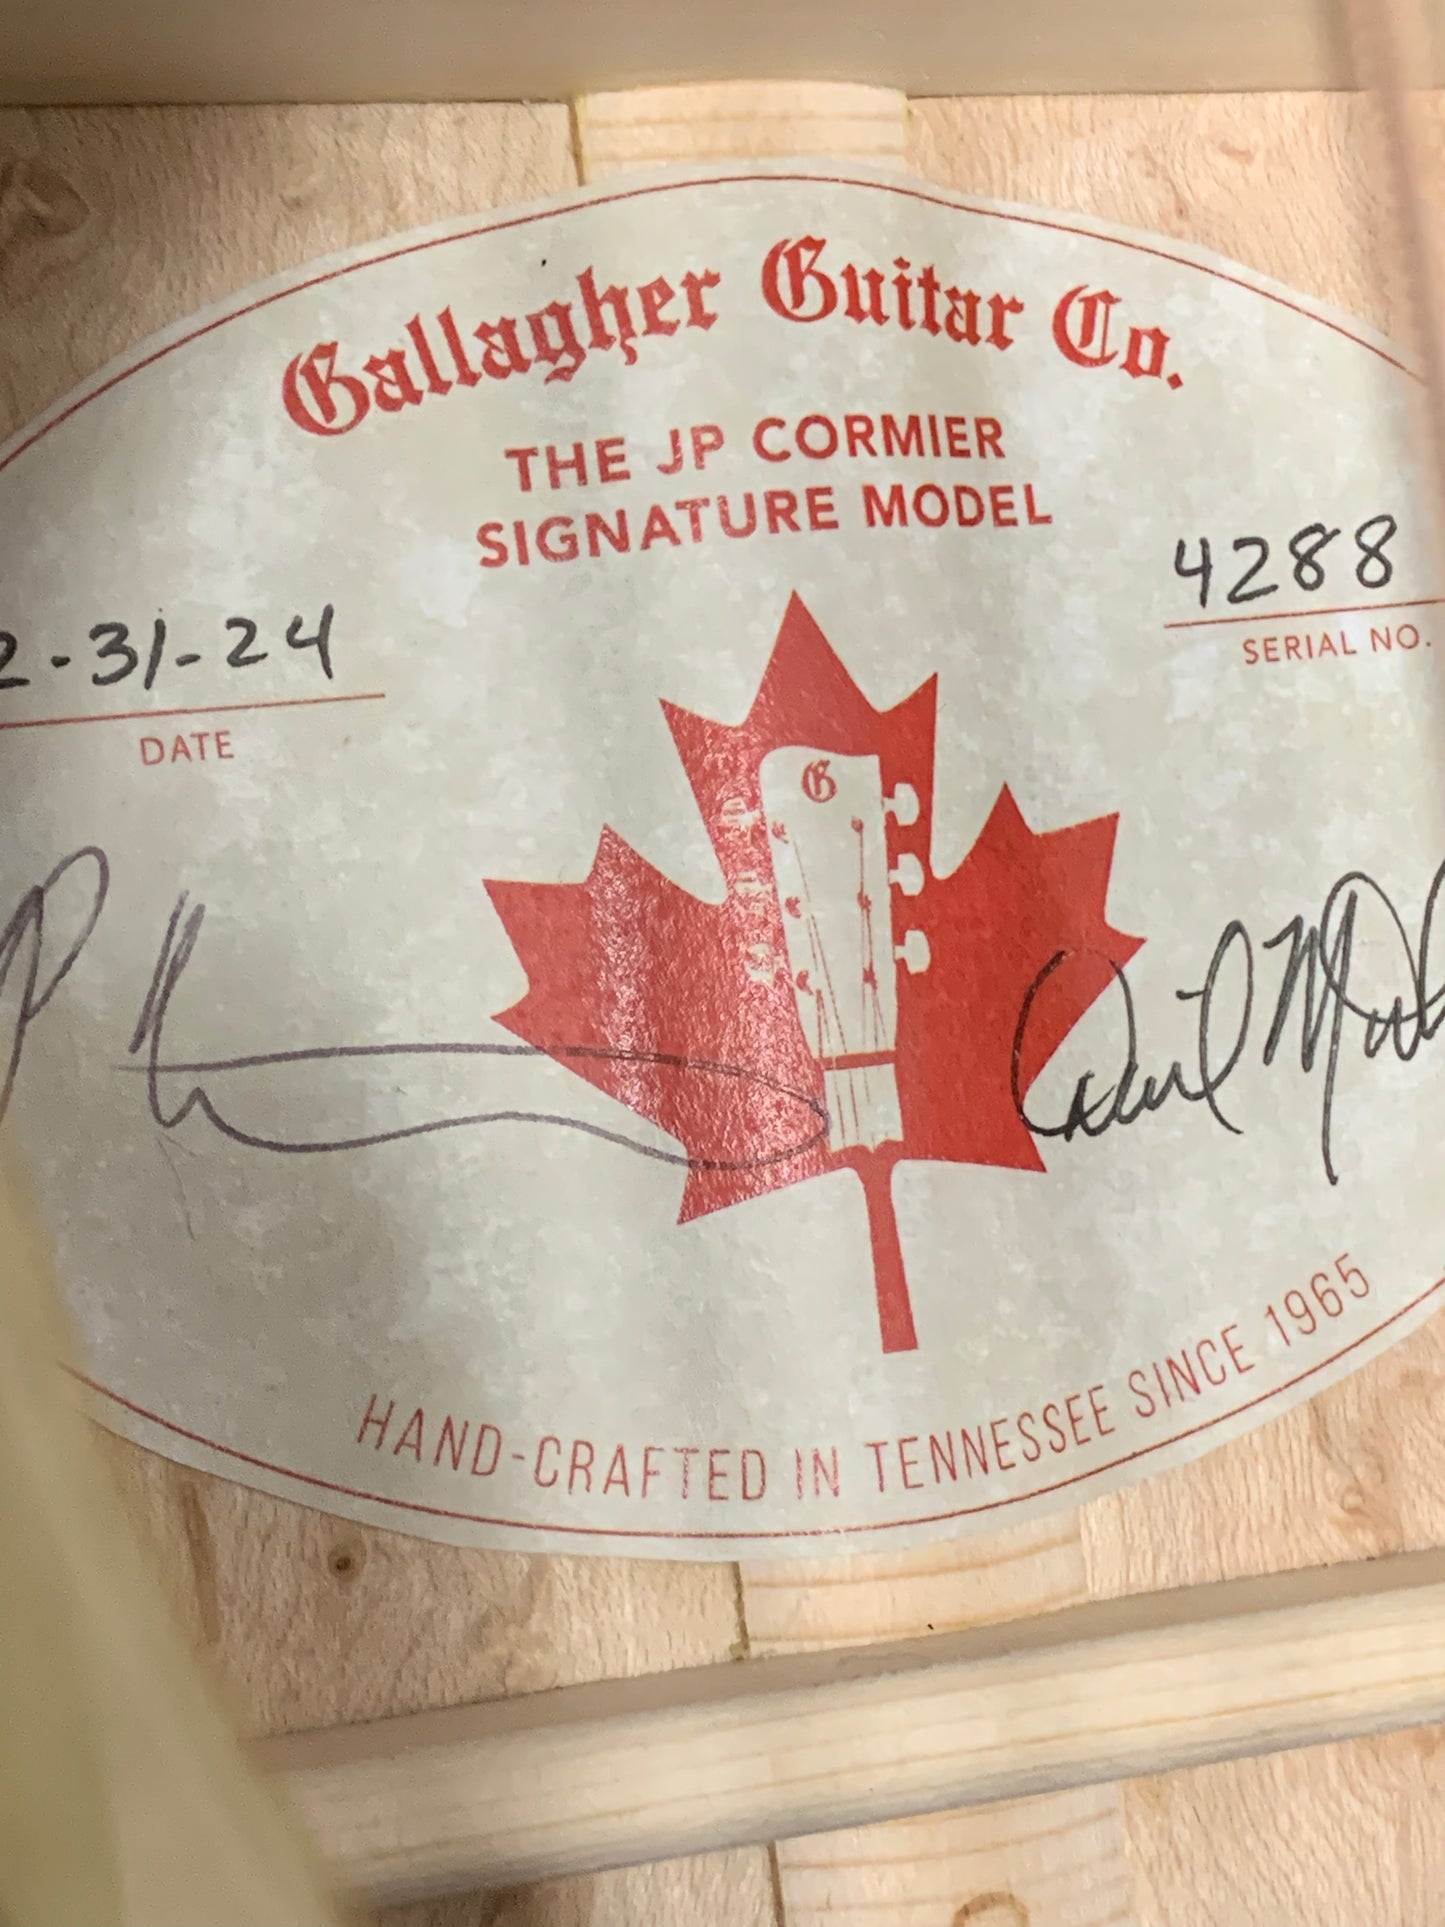 Gallagher Guitar Co.
THE JP CORMIER
SIGNATURE MODEL
2-31-24
DATE
4288
SERIAL NO.
G
HAND-CRAFTED IN TENNESSEE SINCE 1965